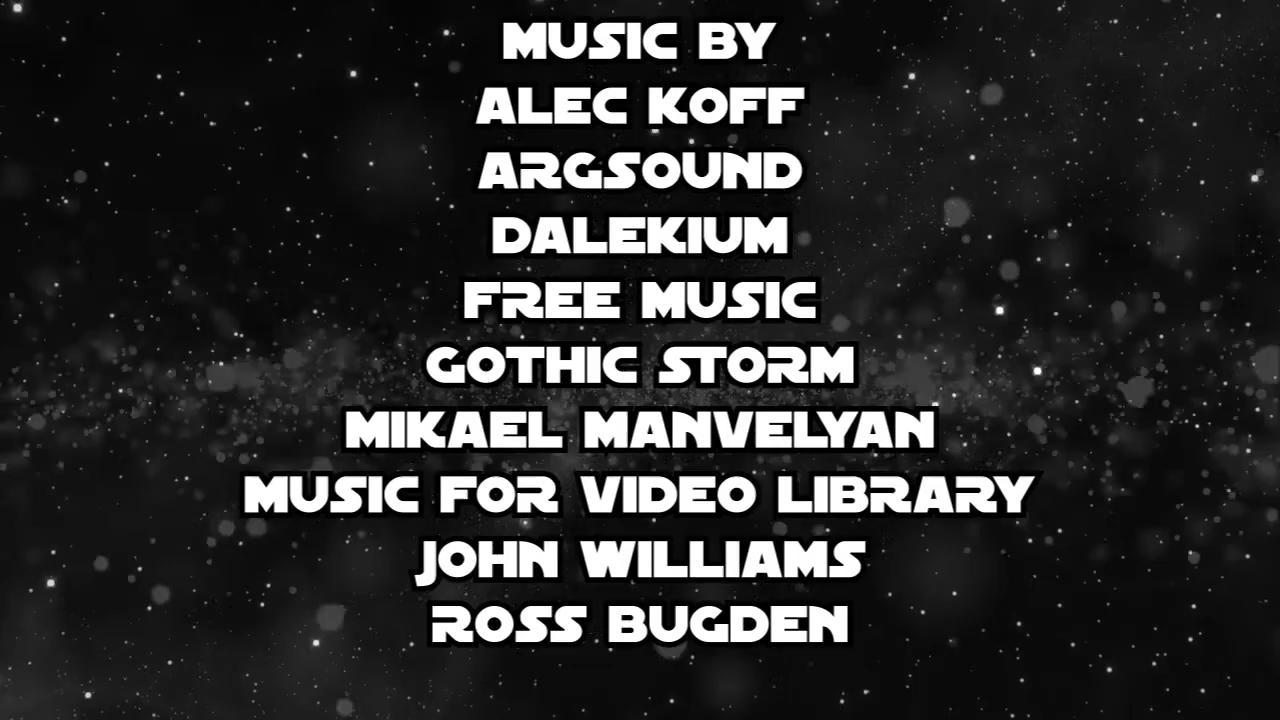 MUSIC BY
ALEC KOFF
ARGSOUND
DALEKIUM
FREE MUSIC
GOTHIC STORM
MIKAEL MANVELYAN
MUSIC FOR VIDEO LIBRARY
JOHN WILLIAMS
ROSS BUGDEN